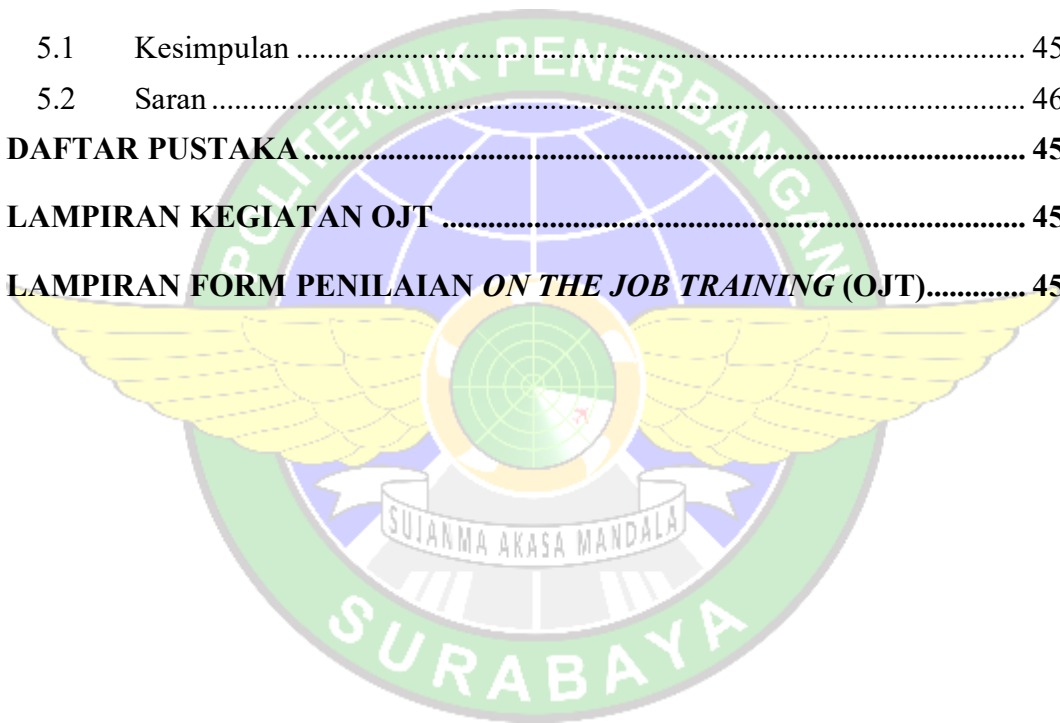 5.1 Kesimpulan ........................................................................................................ 45
5.2 Saran ................................................................................................................... 46
DAFTAR PUSTAKA ............................................................................................ 45
LAMPIRAN KEGIATAN OJT .......................................................................... 45
LAMPIRAN FORM PENILAIAN ON THE JOB TRAINING (OJT)............. 45
POLITEKNIK PENERBANGAN
SUJANMA AKASA MANDALA
SURABAYA